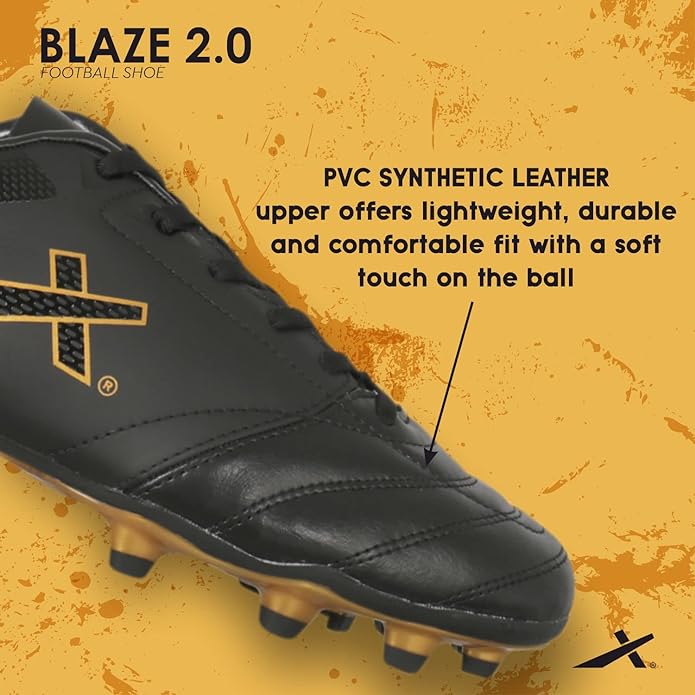 BLAZE 2.0
FOOTBALL SHOE
PVC SYNTHETIC LEATHER
upper offers lightweight, durable
and comfortable fit with a soft
touch on the ball
®
®